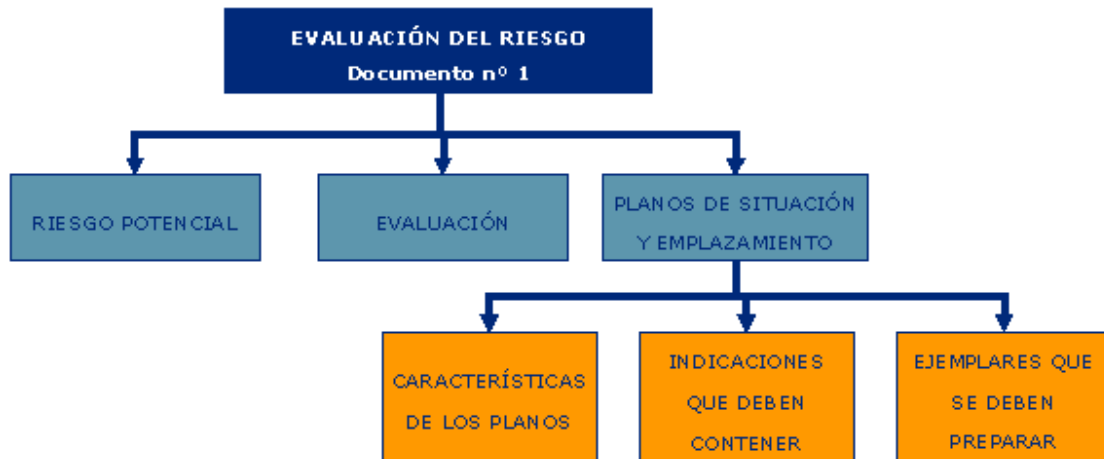 EVALUACIÓN DEL RIESGO
Documento nº 1
RIESGO POTENCIAL
EVALUACIÓN
PLANOS DE SITUACIÓN
Y EMPLAZAMIENTO
CARACTERÍSTICAS
DE LOS PLANOS
INDICACIONES
QUE DEBEN
CONTENER
EJEMPLARES QUE
SE DEBEN
PREPARAR